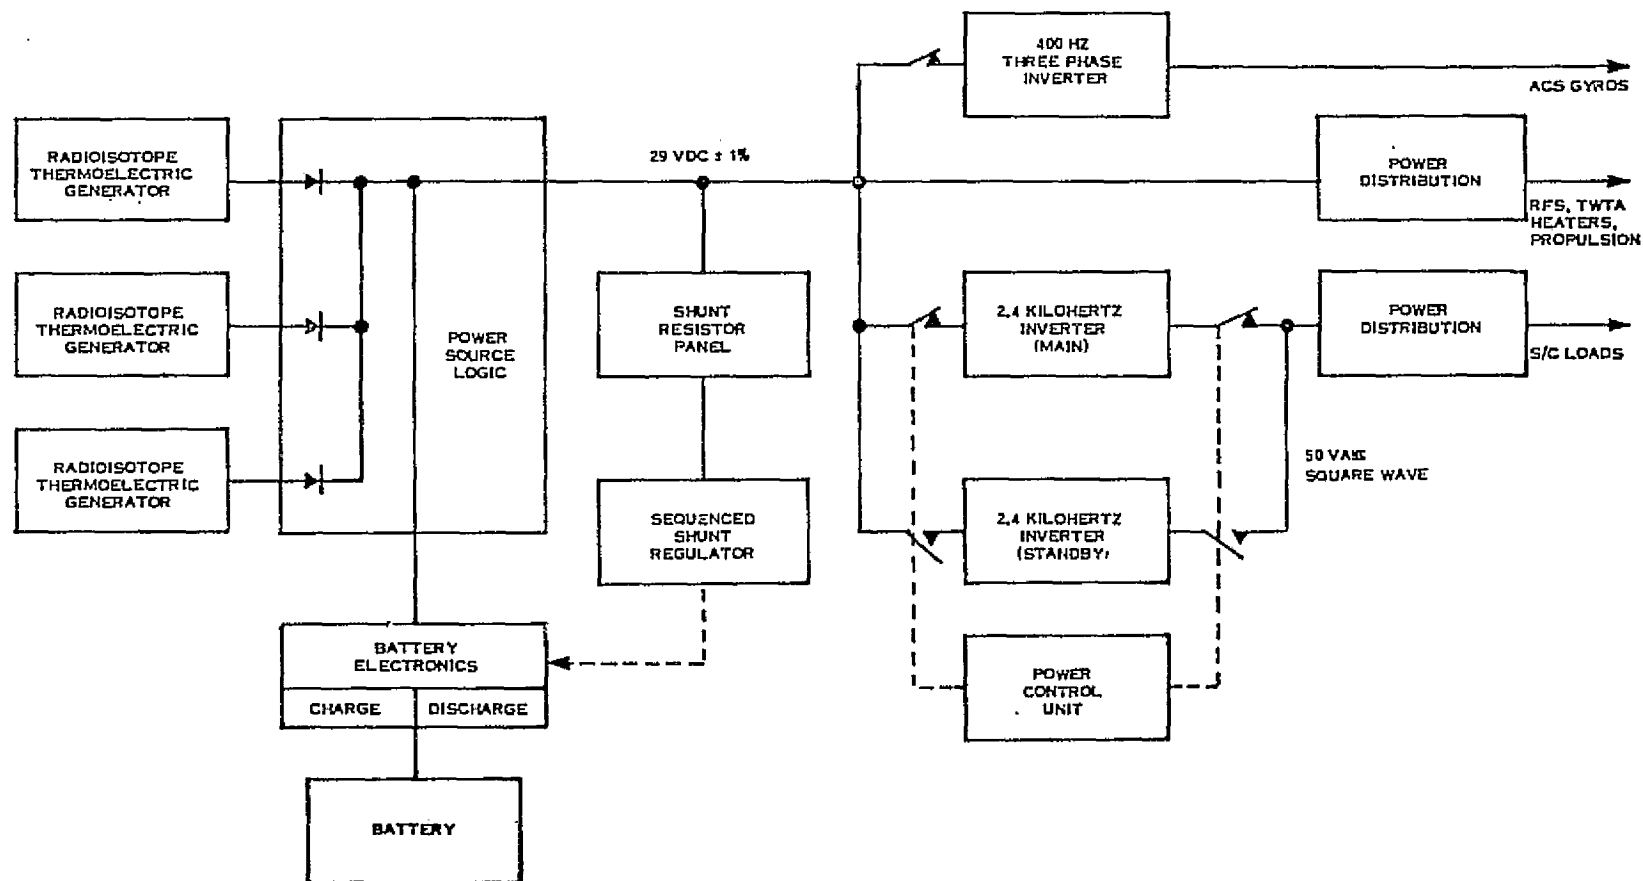 400 HZ
THREE PHASE
INVERTER
ACS GYROS
RADIOISOTOPE
THERMOELECTRIC
GENERATOR
29 VDC ± 1%
POWER
DISTRIBUTION
RFS, TWTA
HEATERS,
PROPULSION
RADIOISOTOPE
THERMOELECTRIC
GENERATOR
POWER
SOURCE
LOGIC
SHUNT
RESISTOR
PANEL
2.4 KILOHERTZ
INVERTER
(MAIN)
POWER
DISTRIBUTION
S/C LOADS
RADIOISOTOPE
THERMOELECTRIC
GENERATOR
SEQUENCED
SHUNT
REGULATOR
2.4 KILOHERTZ
INVERTER
(STANDBY)
50
SQUARE WAVE
BATTERY
ELECTRONICS
CHARGE
DISCHARGE
POWER
CONTROL
UNIT
BATTERY